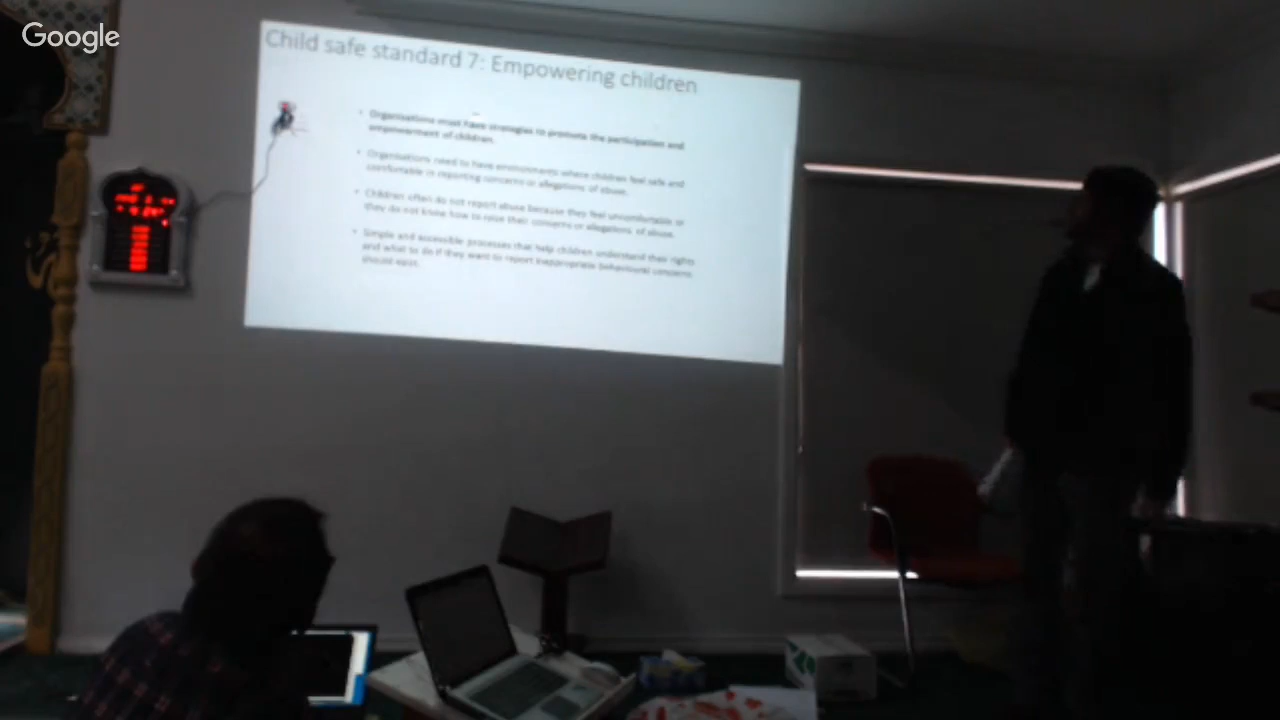 Google
Child safe standard 7: Empowering children
Organisations must have strategies to promote the participation and
empowerment of children.
Organisations need to have environments where children feel safe and
comfortable in reporting concerns or allegations of abuse.
Children often do not report abuse because they feel uncomfortable or
they do not know how to raise their concerns or allegations of abuse.
Simple and accessible processes that help children understand their rights
and what to do if they want to report inappropriate behavioural concerns
should exist.